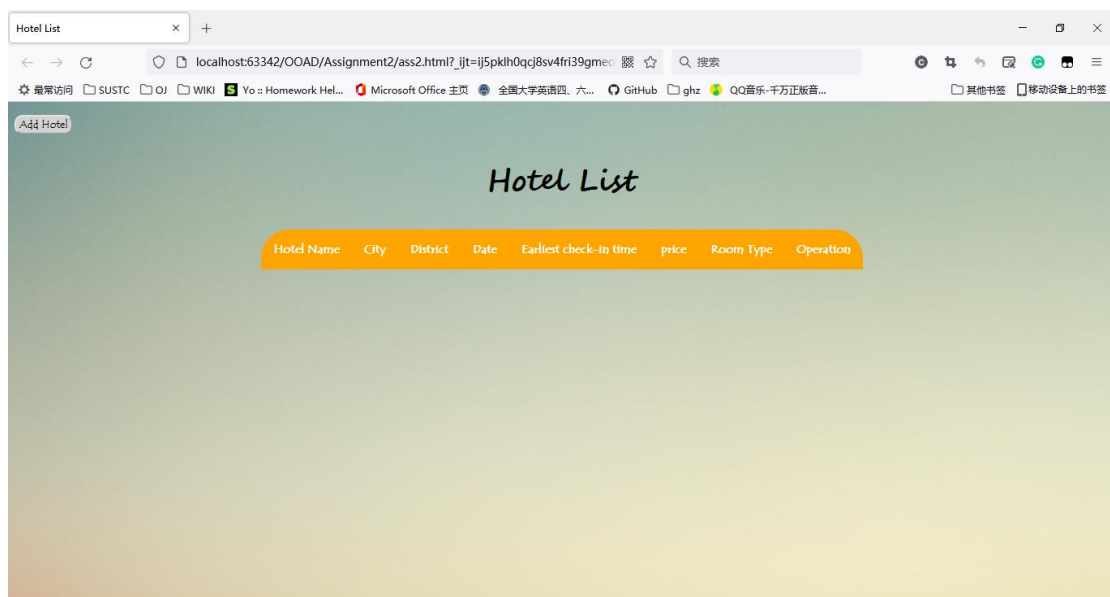 Hotel List
localhost:63342/OOAD/Assignment2/ass2.html?_ijt=ij5pklh0qcj8sv4fri39gmeo 搜索
最常访问 SUSTC OJ WIKI Yo :: Homework Hel... Microsoft Office 主页 全国大学英语四、六... GitHub ghz QQ音乐-千万正版音... 其他书签 移动设备上的书签
Add Hotel
Hotel List
Hotel Name City District Date Earliest check-in time price Room Type Operation